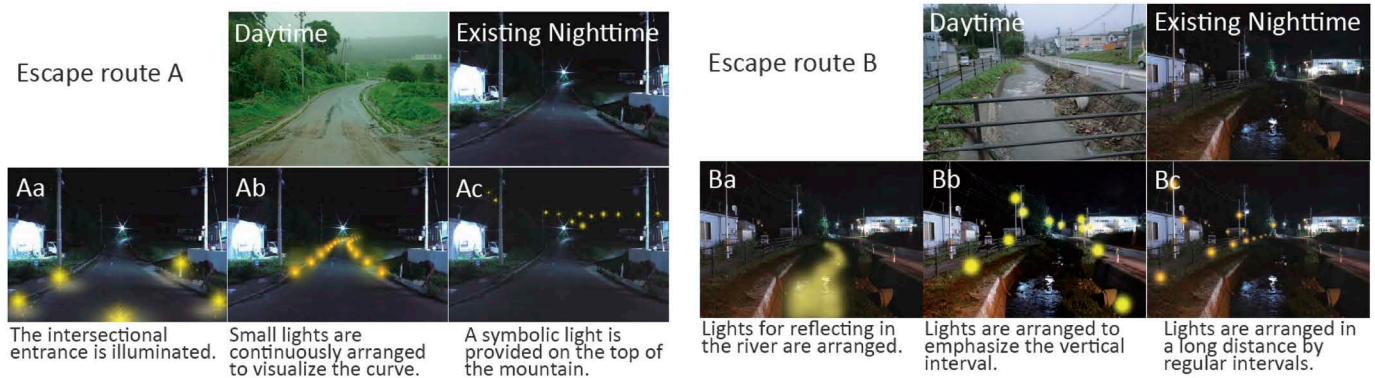 Escape route A
Daytime
Existing Nighttime
Aa
Ab
Ac
The intersectional
entrance is illuminated.
Small lights are
continuously arranged
to visualize the curve.
A symbolic light is
provided on the top of
the mountain.
Escape route B
Daytime
Existing Nighttime
Ba
Bb
Bc
Lights for reflecting in
the river are arranged.
Lights are arranged to
emphasize the vertical
interval.
Lights are arranged in
a long distance by
regular intervals.